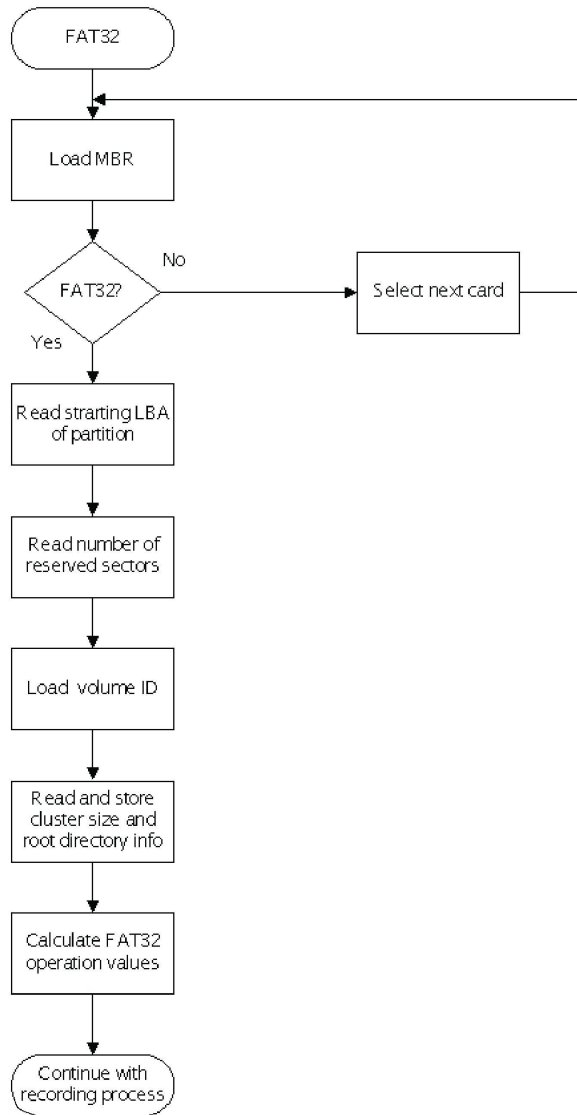 FAT32
Load MBR
FAT32?
No
Select next card
Yes
Read strarting LBA
of partition
Read number of
reserved sectors
Load volume ID
Read and store
cluster size and
root directory info
Calculate FAT32
operation values
Continue with
recording process